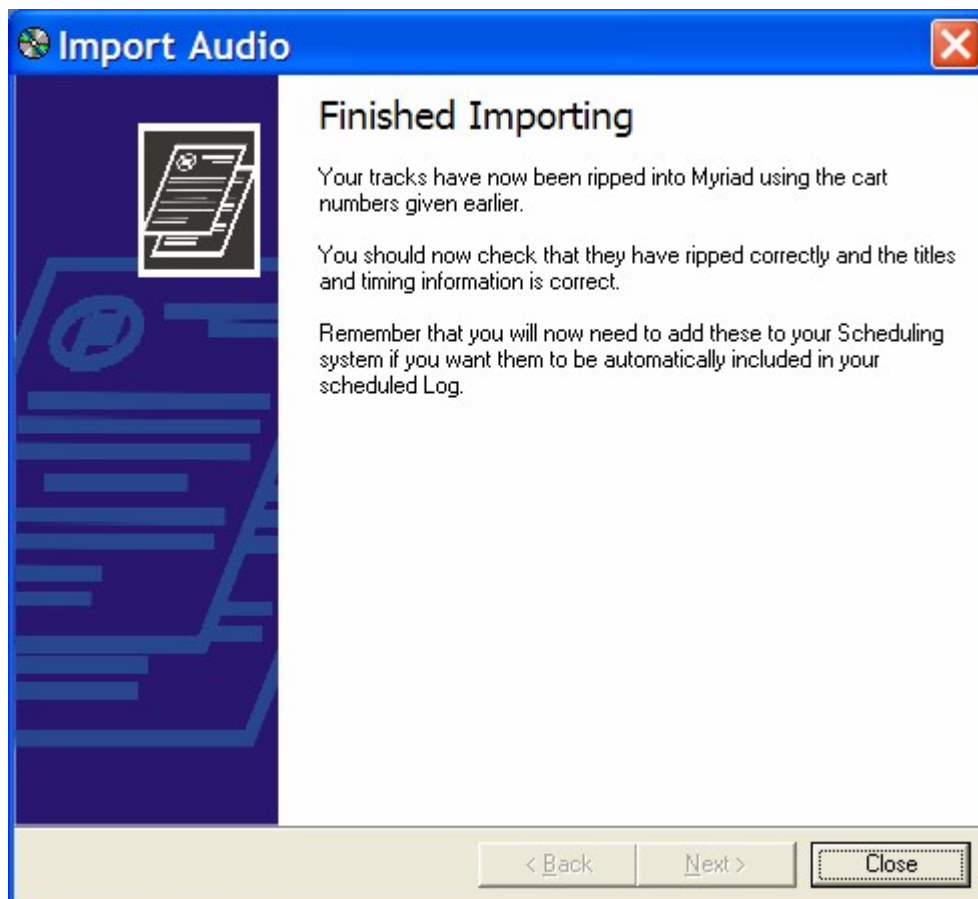 Import Audio
Finished Importing
Your tracks have now been ripped into Myriad using the cart
numbers given earlier.
You should now check that they have ripped correctly and the titles
and timing information is correct.
Remember that you will now need to add these to your Scheduling
system if you want them to be automatically included in your
scheduled Log.
< Back
Next >
Close